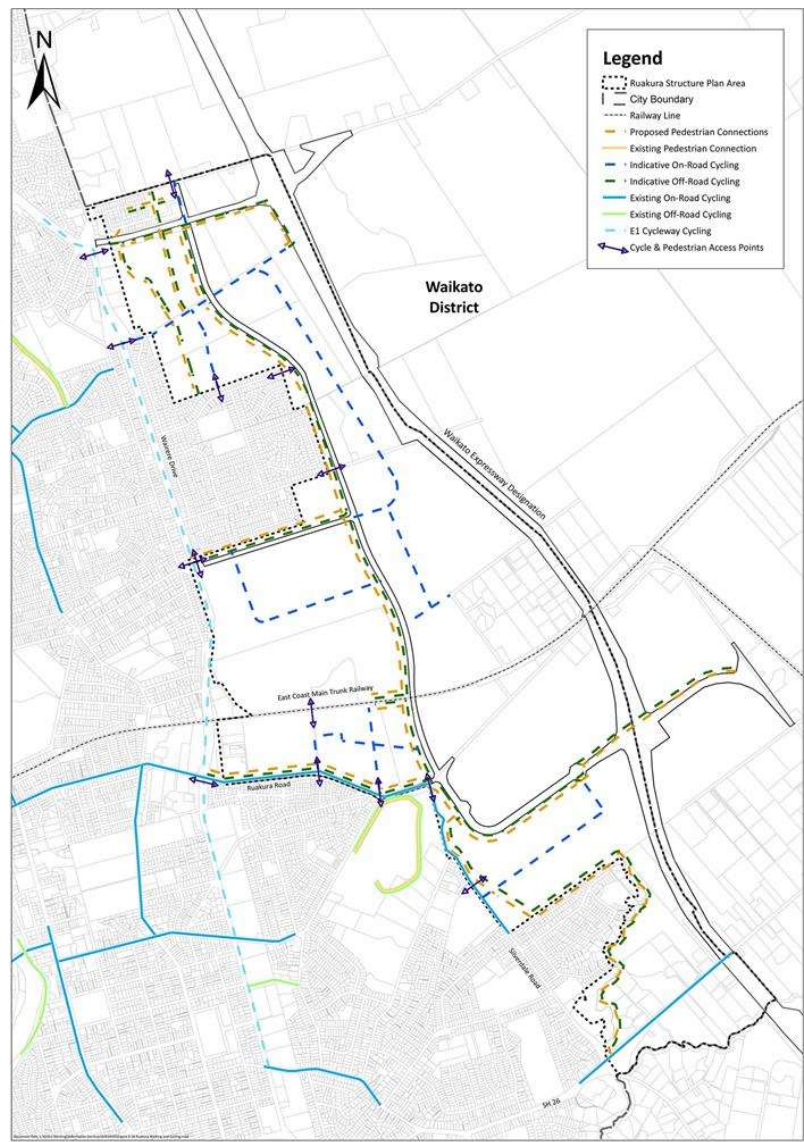 N
Legend
Ruakura Structure Plan Area
City Boundary
Railway Line
Proposed Pedestrian Connections
Existing Pedestrian Connection
Indicative On-Road Cycling
Indicative Off-Road Cycling
Existing On-Road Cycling
Existing Off-Road Cycling
E1 Cycleway Cycling
Cycle & Pedestrian Access Points
Waikato
District
Wairere Drive
Waikato Expressway Designation
East Coast Main Trunk Railway
Ruakura Road
Silverdale Road
SH 26